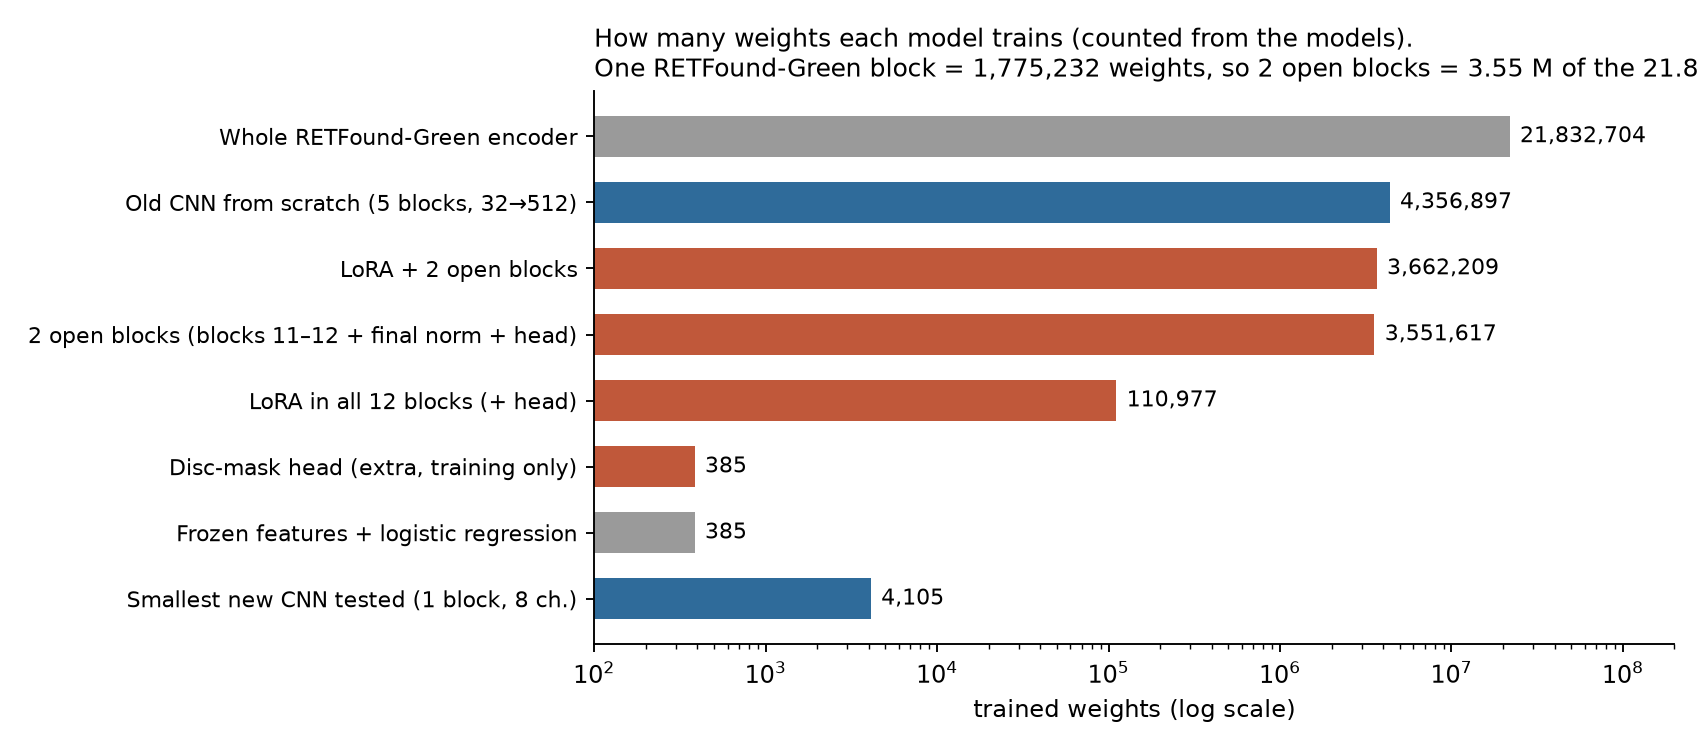 How many weights each model trains (counted from the models).
One RETFound-Green block = 1,775,232 weights, so 2 open blocks = 3.55 M of the 21.8
Whole RETFound-Green encoder 21,832,704
Old CNN from scratch (5 blocks, 32→512) 4,356,897
LoRA + 2 open blocks 3,662,209
2 open blocks (blocks 11–12 + final norm + head) 3,551,617
LoRA in all 12 blocks (+ head) 110,977
Disc-mask head (extra, training only) 385
Frozen features + logistic regression 385
Smallest new CNN tested (1 block, 8 ch.) 4,105
10² 10³ 10⁴ 10⁵ 10⁶ 10⁷ 10⁸
trained weights (log scale)